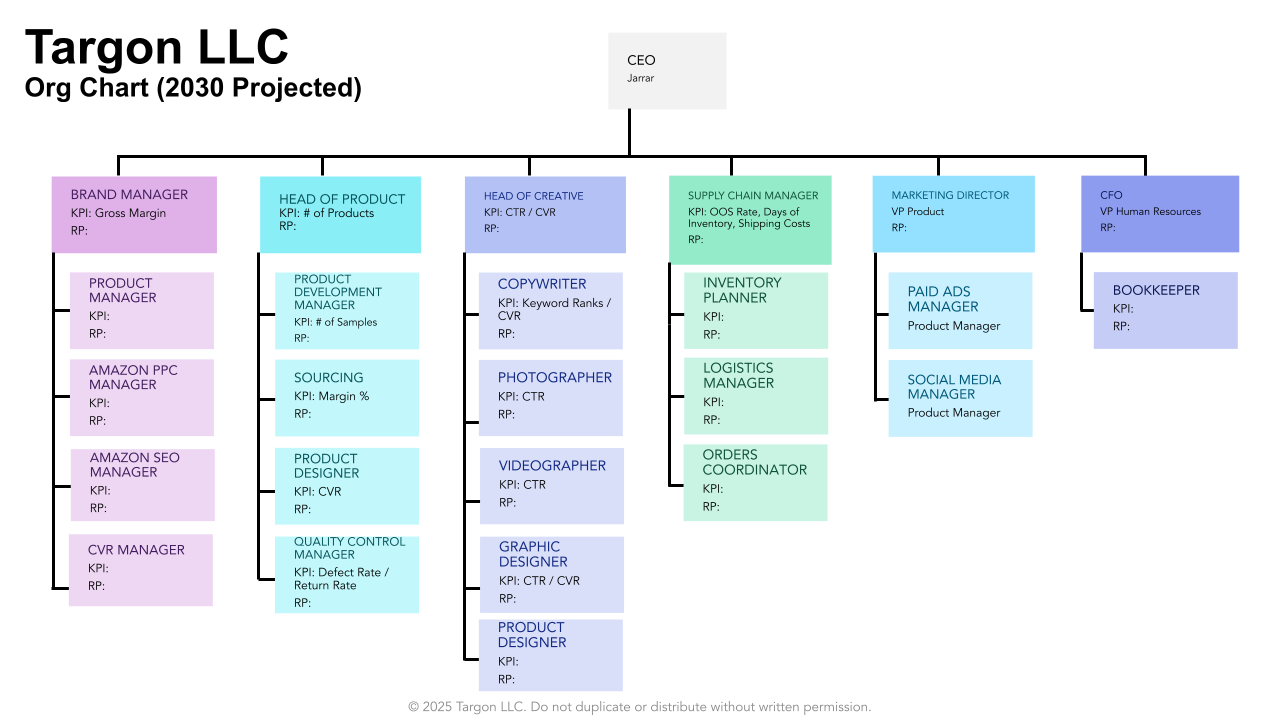 Targon LLC
Org Chart (2030 Projected)
CEO
Jarrar
BRAND MANAGER
KPI: Gross Margin
RP:
PRODUCT
MANAGER
KPI:
RP:
AMAZON PPC
MANAGER
KPI:
RP:
AMAZON SEO
MANAGER
KPI:
RP:
CVR MANAGER
KPI:
RP:
HEAD OF PRODUCT
KPI: # of Products
RP:
PRODUCT
DEVELOPMENT
MANAGER
KPI: # of Samples
RP:
SOURCING
KPI: Margin %
RP:
PRODUCT
DESIGNER
KPI: CVR
RP:
QUALITY CONTROL
MANAGER
KPI: Defect Rate /
Return Rate
RP:
HEAD OF CREATIVE
KPI: CTR / CVR
RP:
COPYWRITER
KPI: Keyword Ranks /
CVR
RP:
PHOTOGRAPHER
KPI: CTR
RP:
VIDEOGRAPHER
KPI: CTR
RP:
GRAPHIC
DESIGNER
KPI: CTR / CVR
RP:
PRODUCT
DESIGNER
KPI:
RP:
SUPPLY CHAIN MANAGER
KPI: OOS Rate, Days of
Inventory, Shipping Costs
RP:
INVENTORY
PLANNER
KPI:
RP:
LOGISTICS
MANAGER
KPI:
RP:
ORDERS
COORDINATOR
KPI:
RP:
MARKETING DIRECTOR
VP Product
RP:
PAID ADS
MANAGER
Product Manager
SOCIAL MEDIA
MANAGER
Product Manager
CFO
VP Human Resources
RP:
BOOKKEEPER
KPI:
RP:
© 2025 Targon LLC. Do not duplicate or distribute without written permission.